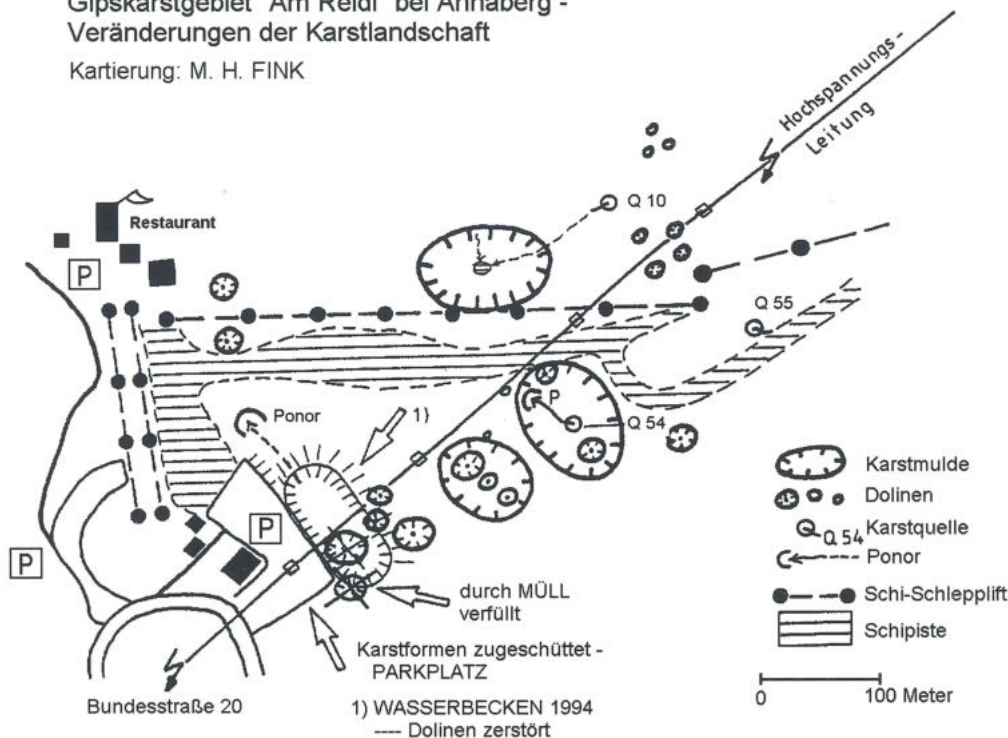 Gipskarstgebiet "Am Reidl" bei Annaberg -
Veränderungen der Karstlandschaft
Kartierung: M. H. FINK
Hochspannungs-
Leitung
Restaurant
P
Q 10
Q 55
Ponor
1)
P
Q 54
P
P
durch MÜLL
verfüllt
Karstformen zugeschüttet -
PARKPLATZ
Bundesstraße 20
1) WASSERBECKEN 1994
---- Dolinen zerstört
Karstmulde
Dolinen
Q 54 Karstquelle
Ponor
Schi-Schlepplift
Schipiste
0 100 Meter